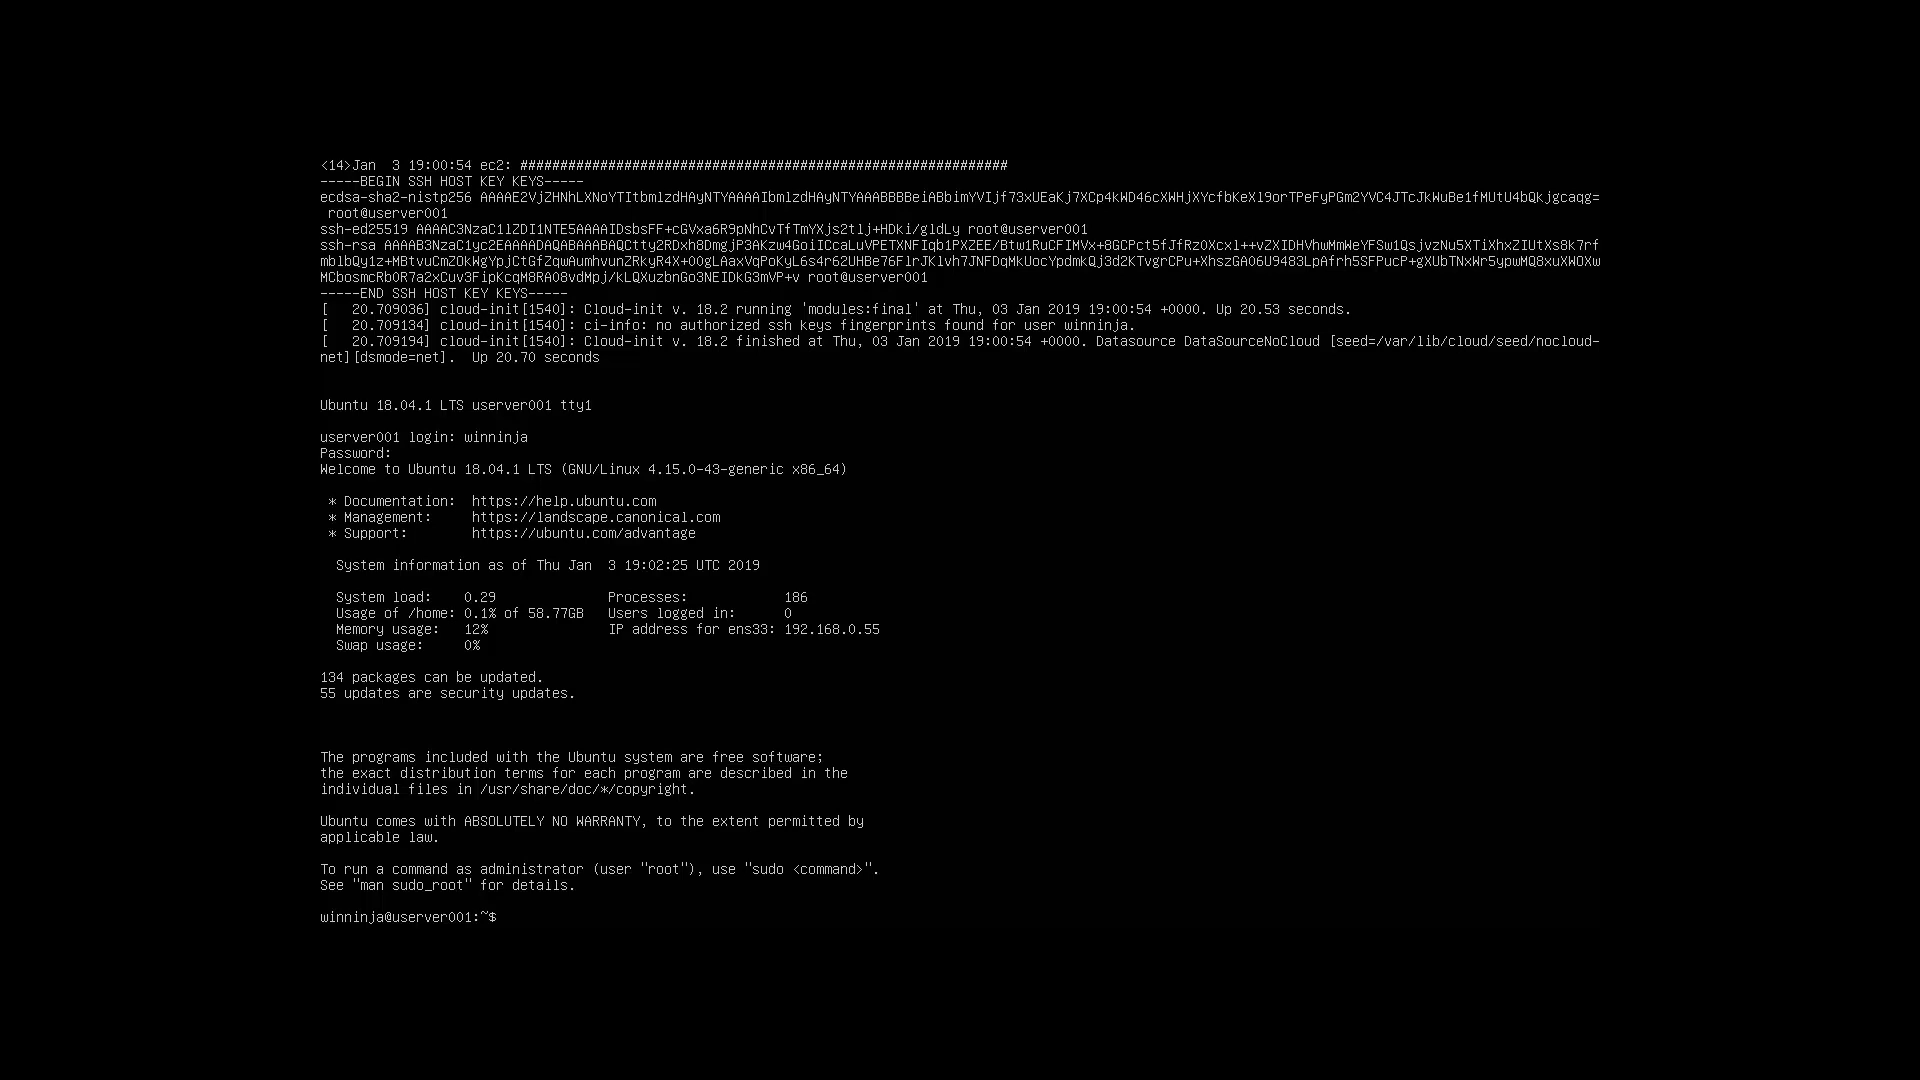 <14>Jan  3 19:00:54 ec2: #############################################################
-----BEGIN SSH HOST KEY KEYS-----
ecdsa-sha2-nistp256 AAAAE2VjZHNhLXNoYTItbmlzdHAyNTYAAAAIbmlzdHAyNTYAAABBBBeiABbimYVIjf73xUEaKj7XCp4kWD46cXWHjXYcfbKeXl9orTPeFyPGm2YVC4JTcJkWuBe1fMUtU4bQkjgcaqg=
 root@userver001
ssh-ed25519 AAAAC3NzaC1lZDI1NTE5AAAAIDsbsFF+cGVxa6R9pNhCvTfTmYXjs2tlj+HDki/gldLy root@userver001
ssh-rsa AAAAB3NzaC1yc2EAAAADAQABAAABAQCtty2RDxh8DmgjP3AKzw4GoiICcaLuVPETXNFIqb1PXZEE/Btw1RuCFIMVx+8GCPct5fJfRzOXcxl++vZXIDHVhwMmWeYFSw1QsjvzNu5XTiXhxZIUtXs8k7rf
mblbQy1z+MBtvuCmZOkWgYpjCtGfZqwAumhvunZRkyR4X+00gLAaxVqPoKyL6s4r62UHBe76FlrJKlvh7JNFDqMkUocYpdmkQj3d2KTvgrCPu+XhszGA06U9483LpAfrh5SFPucP+gXUbTNxWr5ypwMQ8xuXWOXw
MCbosmcRb0R7a2xCuv3FipKcqM8RA08vdMpj/kLQXuzbnGo3NEIDkG3mVP+v root@userver001
-----END SSH HOST KEY KEYS-----
[   20.709036] cloud-init[1540]: Cloud-init v. 18.2 running 'modules:final' at Thu, 03 Jan 2019 19:00:54 +0000. Up 20.53 seconds.
[   20.709134] cloud-init[1540]: ci-info: no authorized ssh keys fingerprints found for user winninja.
[   20.709194] cloud-init[1540]: Cloud-init v. 18.2 finished at Thu, 03 Jan 2019 19:00:54 +0000. Datasource DataSourceNoCloud [seed=/var/lib/cloud/seed/nocloud-
net][dsmode=net].  Up 20.70 seconds
Ubuntu 18.04.1 LTS userver001 tty1
userver001 login: winninja
Password:
Welcome to Ubuntu 18.04.1 LTS (GNU/Linux 4.15.0-43-generic x86_64)
 * Documentation:  https://help.ubuntu.com
 * Management:     https://landscape.canonical.com
 * Support:        https://ubuntu.com/advantage
  System information as of Thu Jan  3 19:02:25 UTC 2019
  System load:    0.29              Processes:            186
  Usage of /home: 0.1% of 58.77GB   Users logged in:      0
  Memory usage:   12%               IP address for ens33: 192.168.0.55
  Swap usage:     0%
134 packages can be updated.
55 updates are security updates.
The programs included with the Ubuntu system are free software;
the exact distribution terms for each program are described in the
individual files in /usr/share/doc/*/copyright.
Ubuntu comes with ABSOLUTELY NO WARRANTY, to the extent permitted by
applicable law.
To run a command as administrator (user "root"), use "sudo <command>".
See "man sudo_root" for details.
winninja@userver001:~$